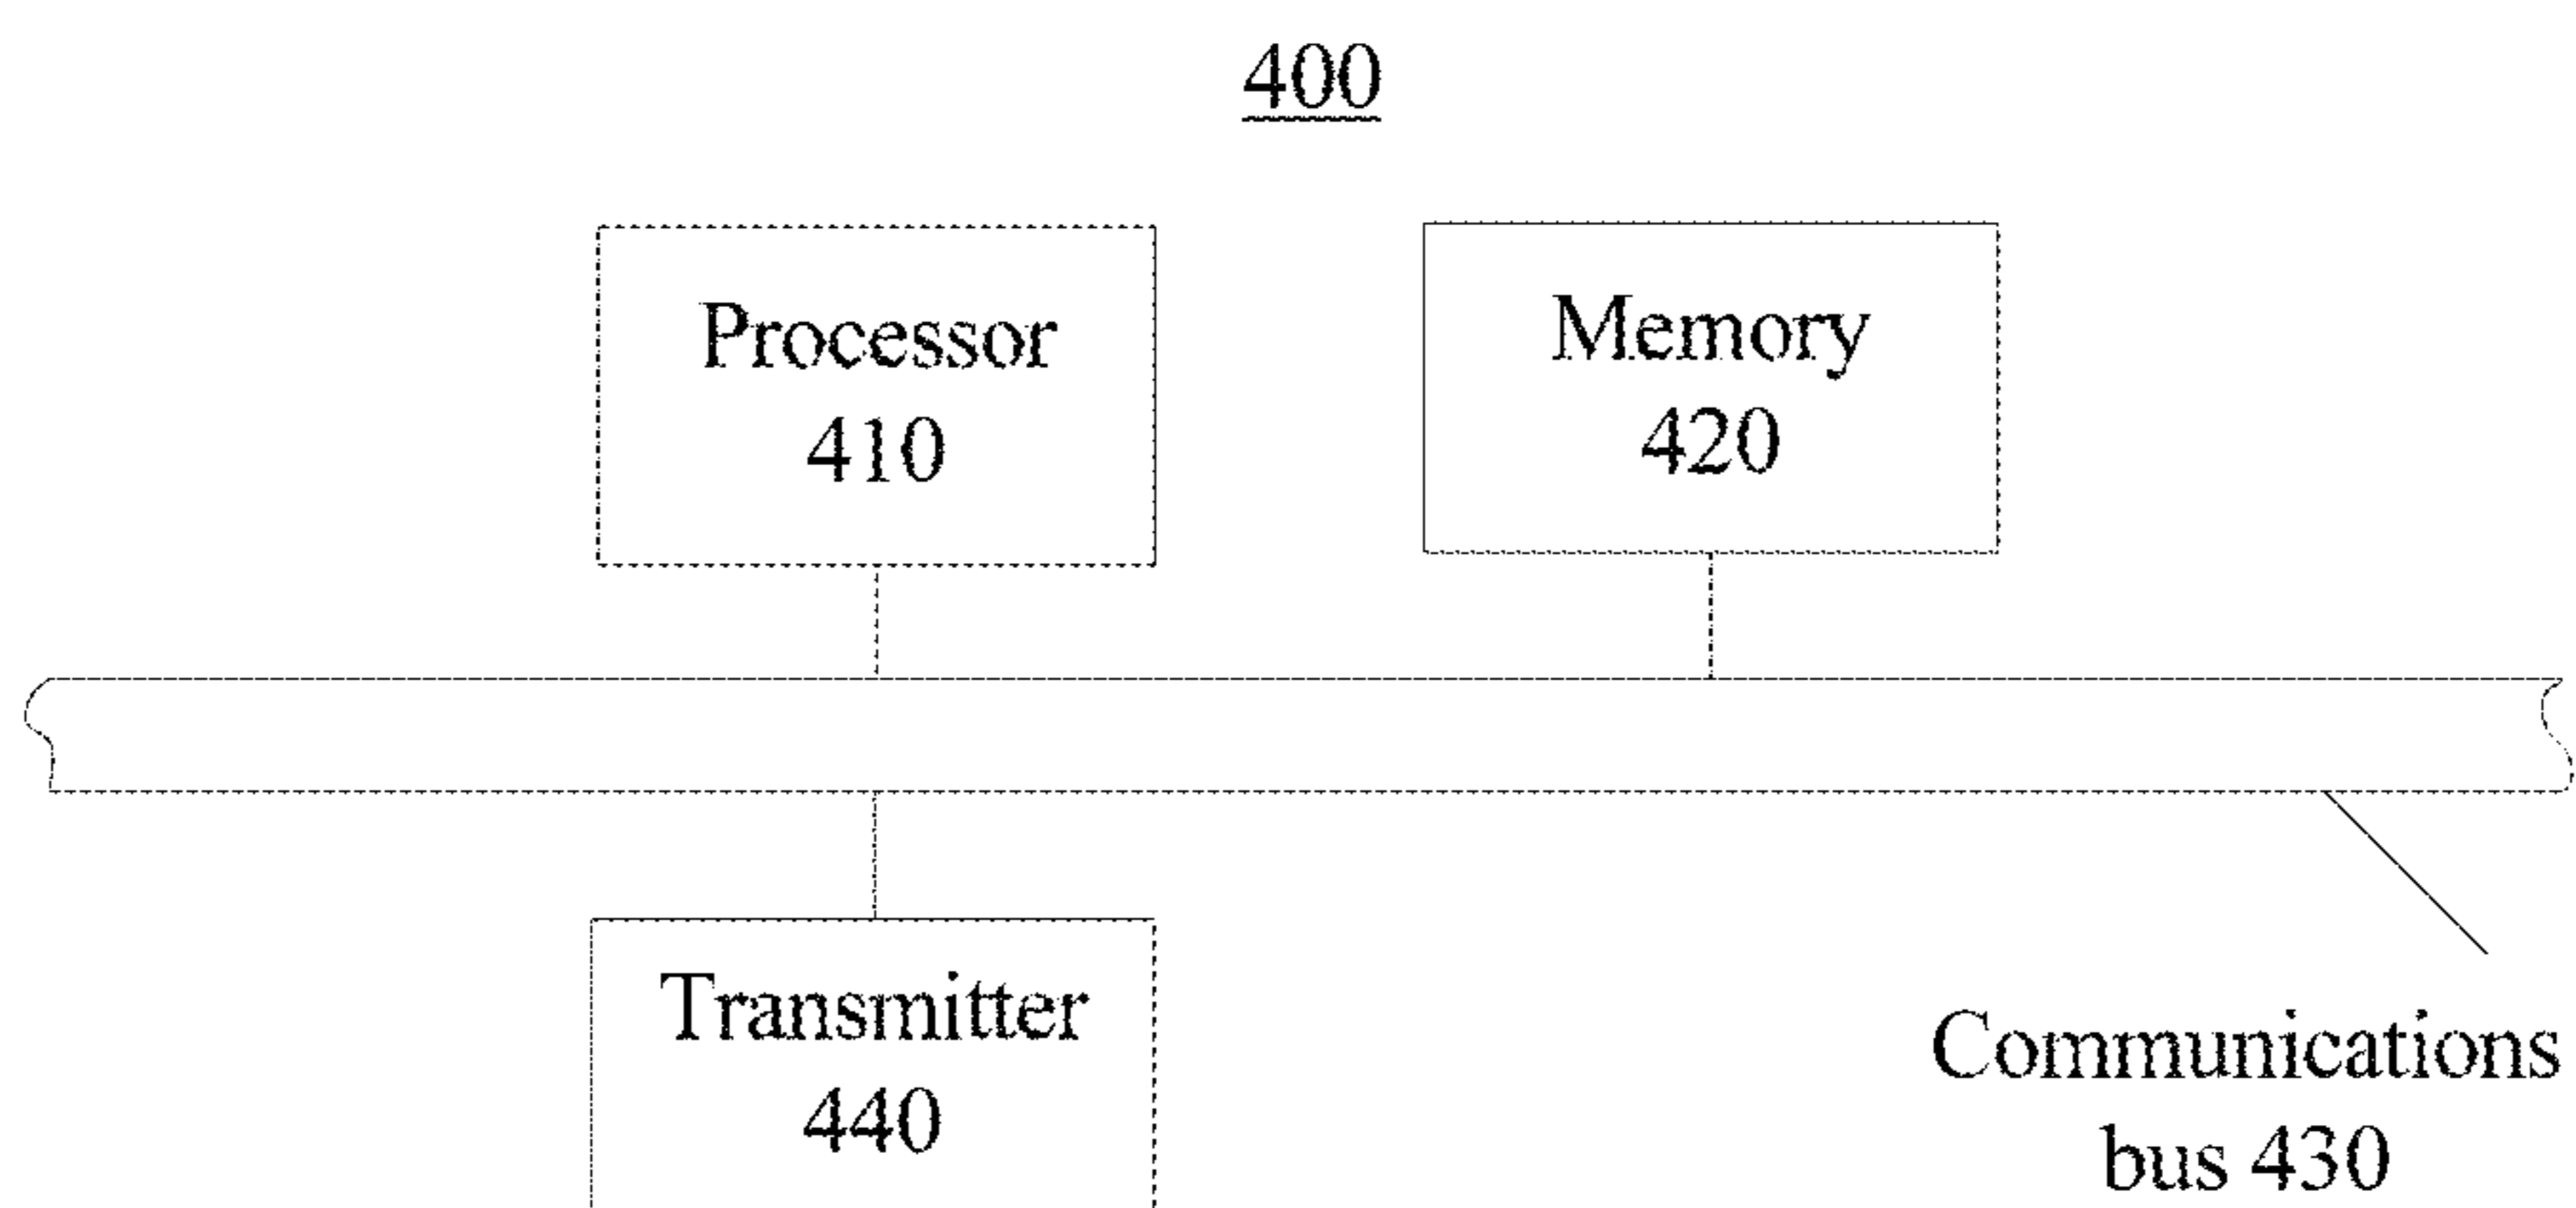 400
Processor
410
Memory
420
Transmitter
440
Communications
bus 430